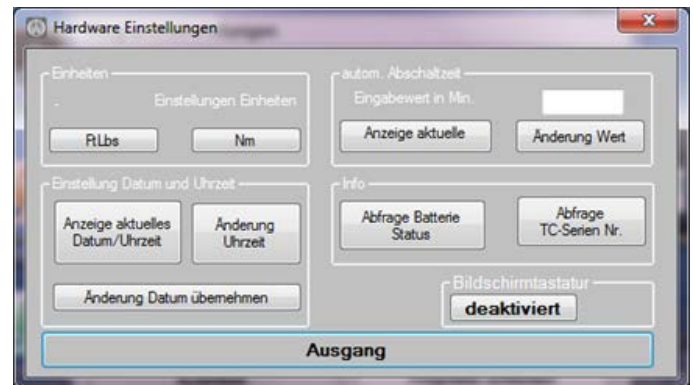 Hardware Einstellungen
Einheiten
Einstellungen Einheiten
Ft.Lbs
Nm
autom. Abschaltzeit
Eingabewert in Min.
Anzeige aktuelle
Änderung Wert
Einstellung Datum und Uhrzeit
Anzeige aktuelles
Datum/Uhrzeit
Änderung
Uhrzeit
Änderung Datum übernehmen
Info
Abfrage Batterie
Status
Abfrage
TC-Serien Nr.
Bildschirmtastatur
deaktiviert
Ausgang